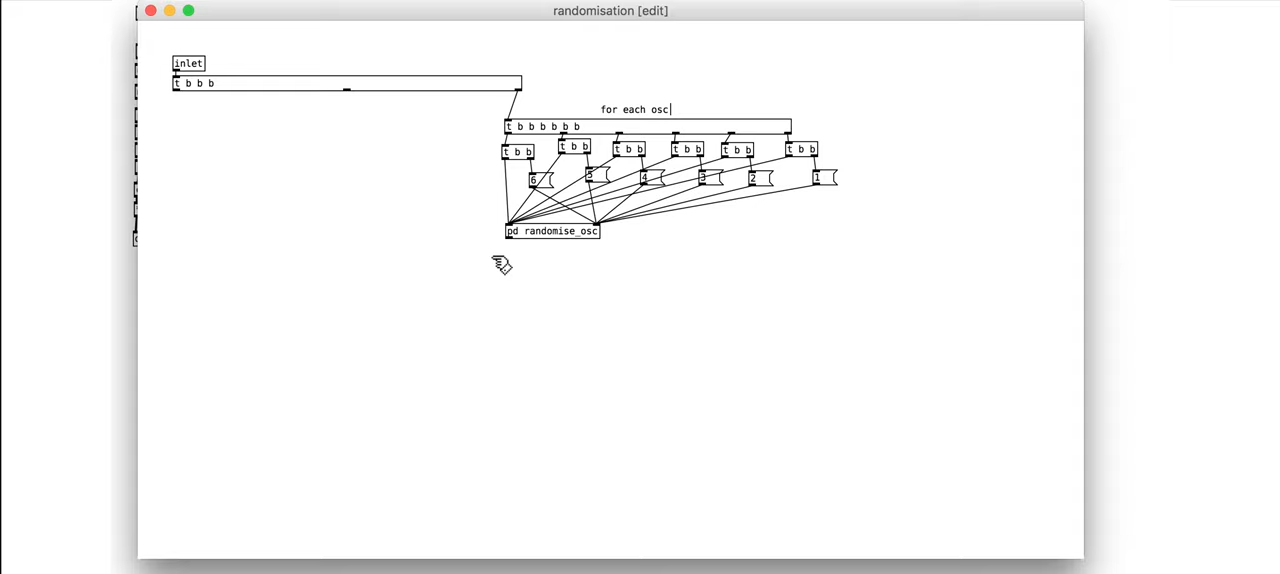 randomisation [edit]
inlet
t b b b
for each osc
t b b b b b b
t b b
t b b
t b b
t b b
t b b
t b b
6
5
4
3
2
1
pd randomise_osc